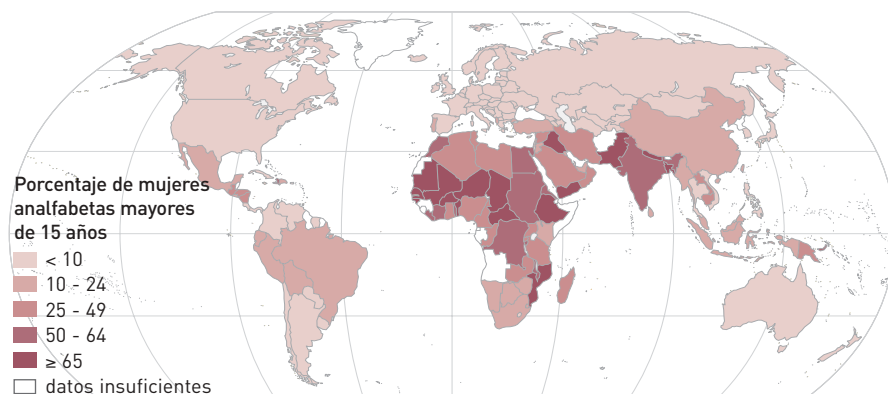 Porcentaje de mujeres
analfabetas mayores
de 15 años
< 10
10 - 24
25 - 49
50 - 64
≥ 65
datos insuficientes